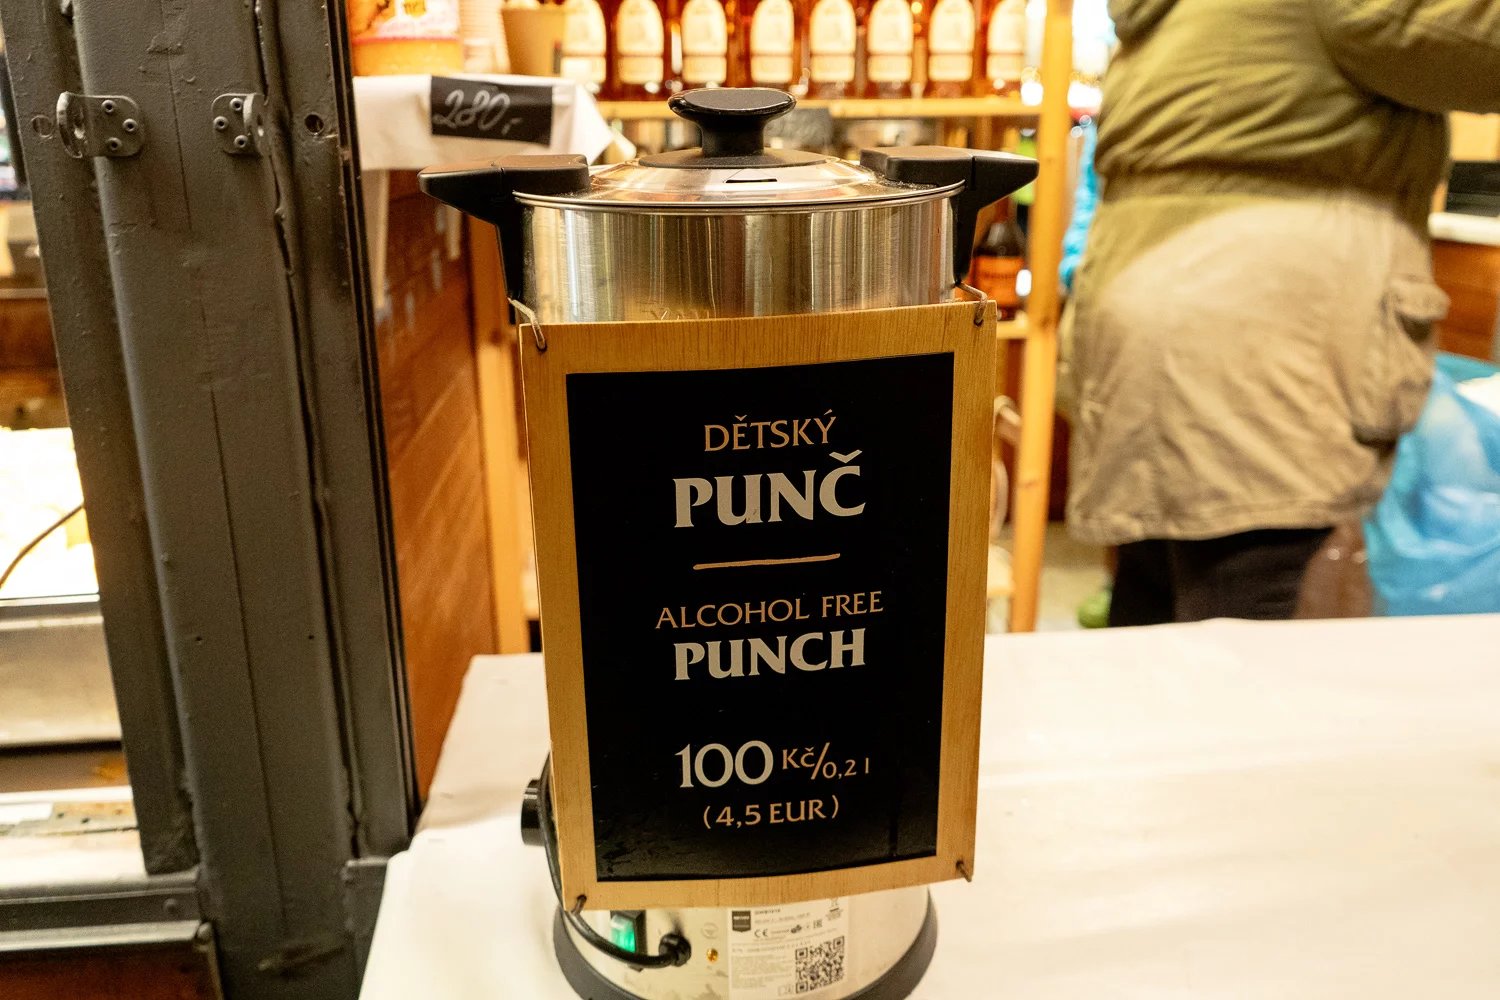 280,-
DĚTSKÝ
PUNČ
ALCOHOL FREE
PUNCH
100 Kč/0,2 l
(4,5 EUR)